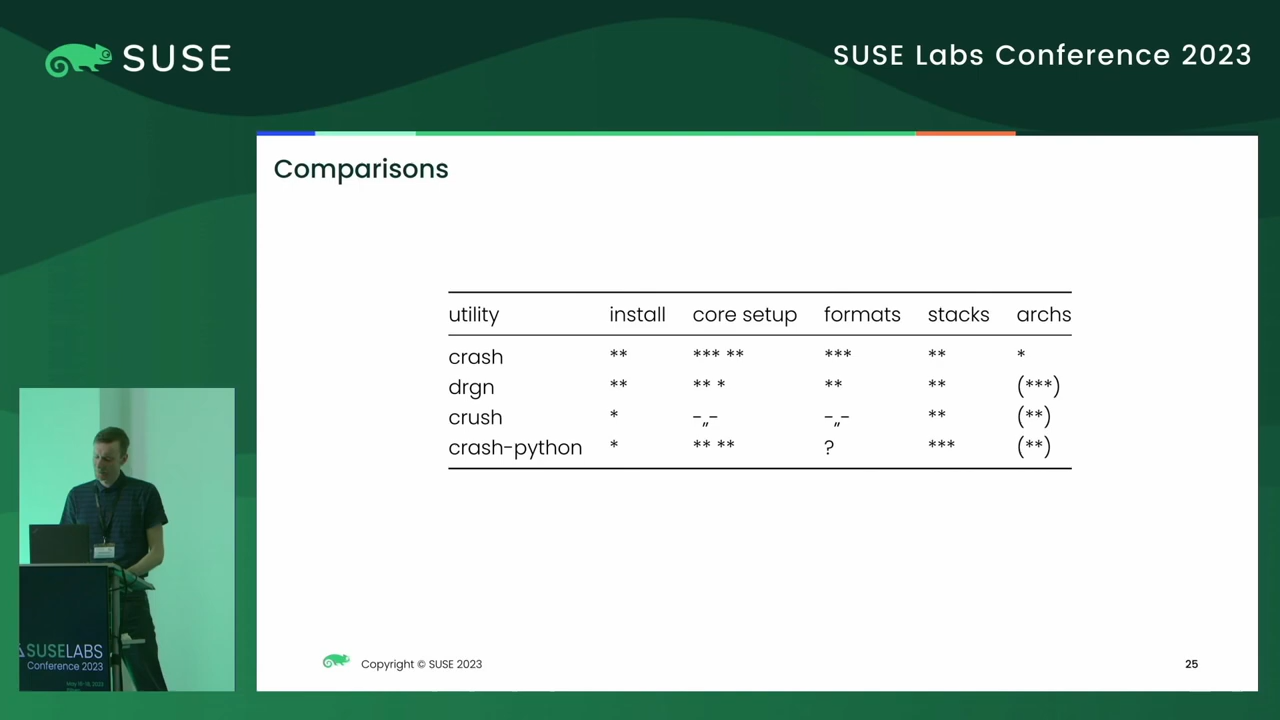 SUSE
SUSE Labs Conference 2023
Comparisons
utility install core setup formats stacks archs
crash ** *** ** *** ** *
drgn ** ** * ** ** (***)
crush * -„- -„- ** (**)
crash-python * ** ** ? *** (**)
SUSELABS
Conference 2023
Copyright © SUSE 2023
25